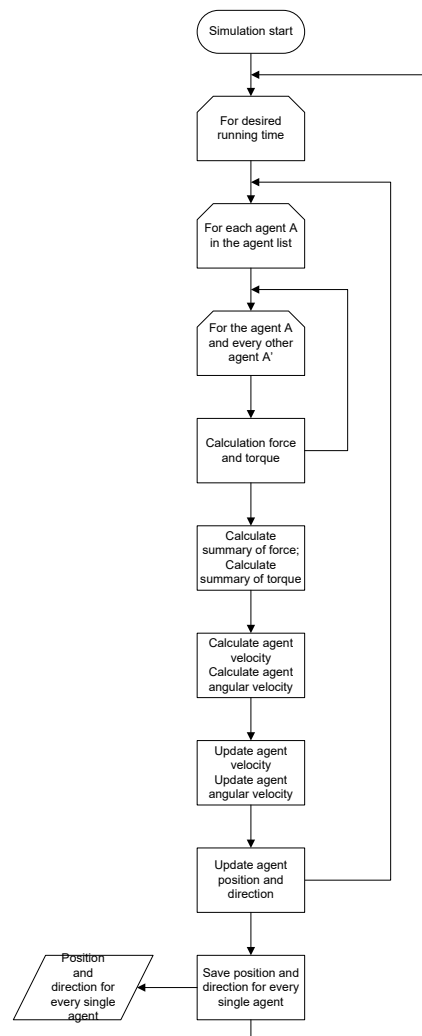 Simulation start
For desired
running time
For each agent A
in the agent list
For the agent A
and every other
agent A'
Calculation force
and torque
Calculate
summary of force;
Calculate
summary of torque
Calculate agent
velocity
Calculate agent
angular velocity
Update agent
velocity
Update agent
angular velocity
Update agent
position and
direction
Position
and
direction for
every single
agent
Save position and
direction for every
single agent